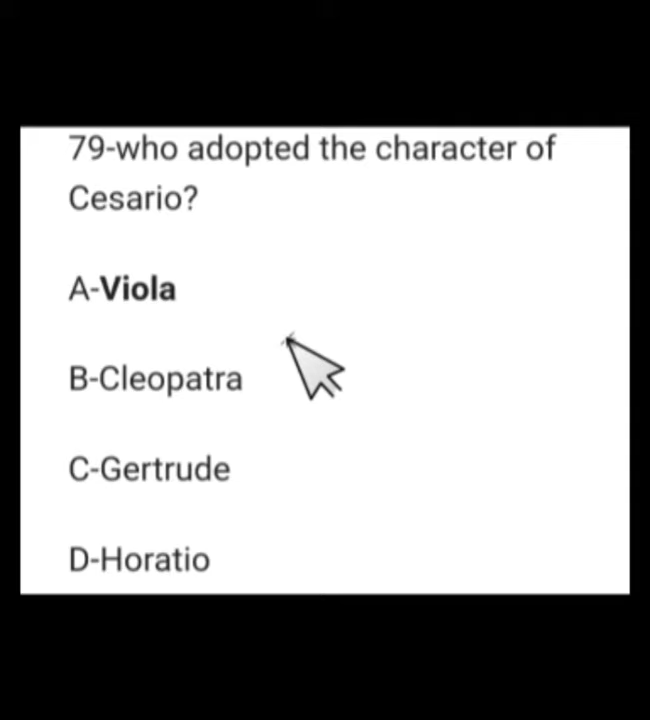 79-who adopted the character of
Cesario?
A-Viola
B-Cleopatra
C-Gertrude
D-Horatio